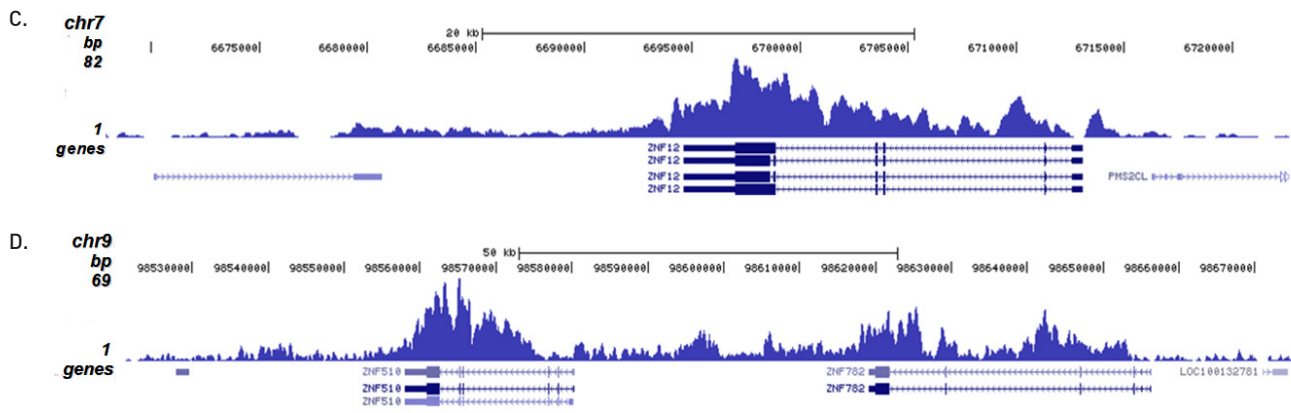 C.
chr7
20 kb
bp
6675000 6680000 6685000 6690000 6695000 6700000 6705000 6710000 6715000 6720000
82
1
genes
ZNF12
ZNF12
ZNF12 PMS2CL
ZNF12
D.
chr9
50 kb
bp
98530000 98540000 98550000 98560000 98570000 98580000 98590000 98600000 98610000 98620000 98630000 98640000 98650000 98660000 98670000
69
1
genes
ZNF510 ZNF782 LOC100132781
ZNF510 ZNF782
ZNF510